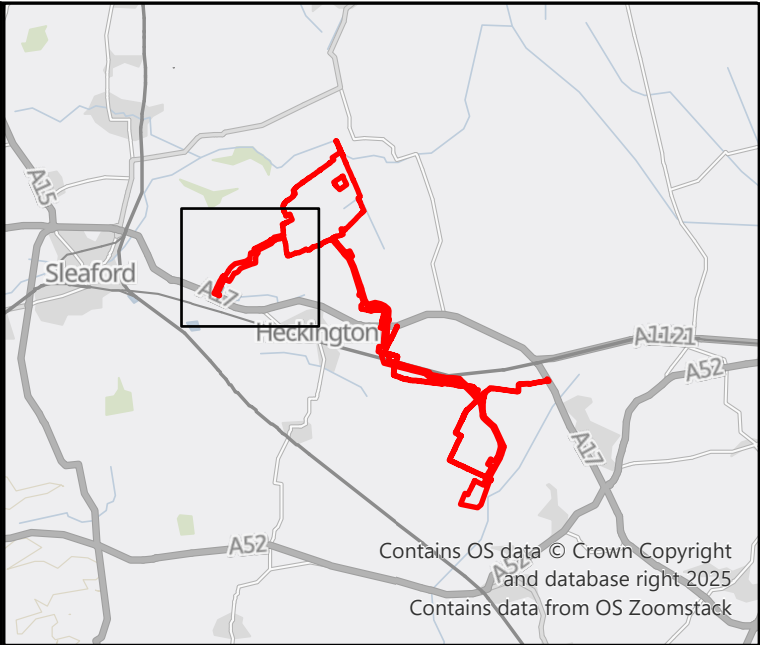 A15
Sleaford
A17
Heckington
A1121
A52
A17
A52
A52
Contains OS data © Crown Copyright
and database right 2025
Contains data from OS Zoomstack